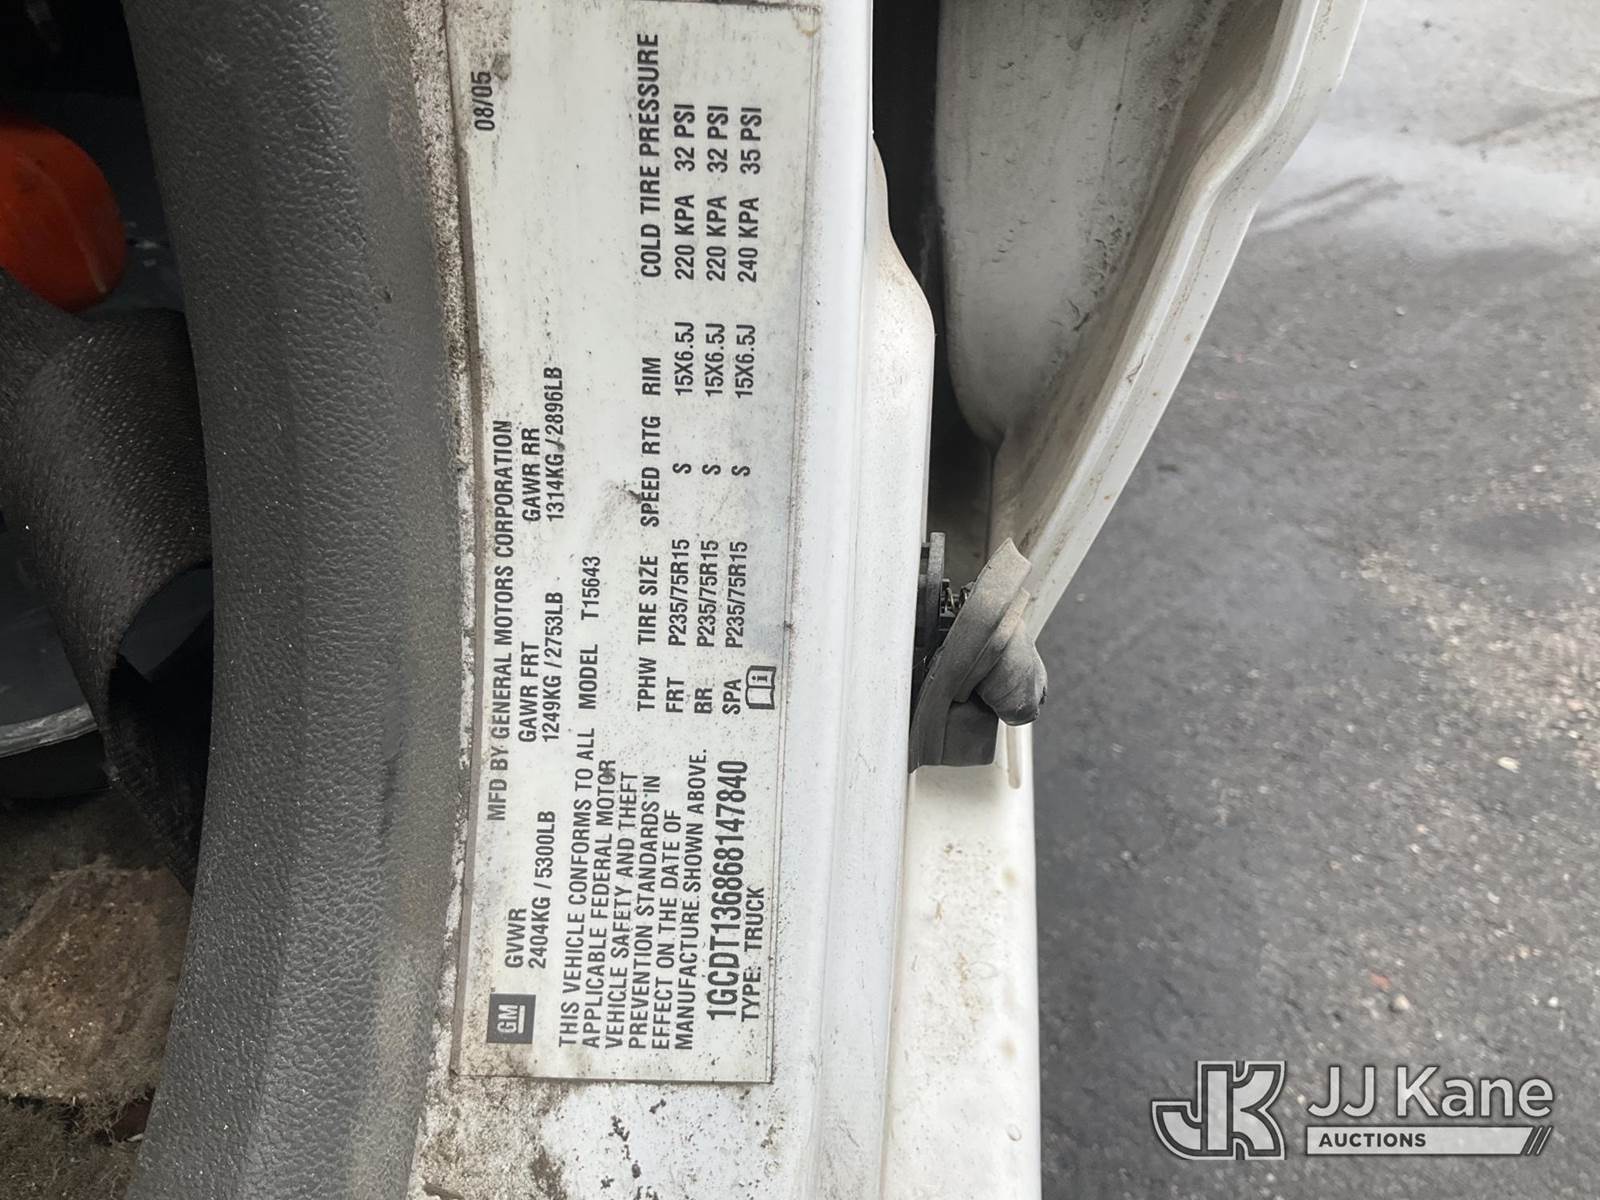 MFD BY GENERAL MOTORS CORPORATION 08/05
GM
GVWR GAWR FRT GAWR RR
2404KG / 5300LB 1249KG / 2753LB 1314KG / 2896LB
THIS VEHICLE CONFORMS TO ALL
APPLICABLE FEDERAL MOTOR
VEHICLE SAFETY AND THEFT
PREVENTION STANDARDS IN
EFFECT ON THE DATE OF
MANUFACTURE SHOWN ABOVE.
1GCDT136868147840
TYPE: TRUCK
MODEL T15643
TPHW TIRE SIZE SPEED RTG RIM COLD TIRE PRESSURE
FRT P235/75R15 S 15X6.5J 220 KPA 32 PSI
RR P235/75R15 S 15X6.5J 220 KPA 32 PSI
SPA P235/75R15 S 15X6.5J 240 KPA 35 PSI
i
JK JJ Kane
AUCTIONS